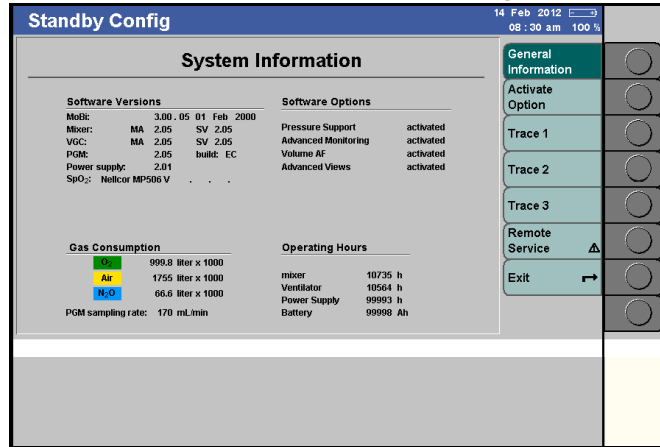 Standby Config
14 Feb 2012
08:30 am 100 %
System Information
Software Versions
MoBi: 3.00.05 01 Feb 2000
Mixer: MA 2.05 SV 2.05
VGC: MA 2.05 SV 2.05
PGM: 2.05 build: EC
Power supply: 2.01
SpO2: Nellcor MP506 V . . .
Software Options
Pressure Support activated
Advanced Monitoring activated
Volume AF activated
Advanced Views activated
Gas Consumption
O2 999.8 liter x 1000
Air 1755 liter x 1000
N2O 66.6 liter x 1000
PGM sampling rate: 170 mL/min
Operating Hours
mixer 10735 h
Ventilator 10564 h
Power Supply 99993 h
Battery 99998 Ah
General
Information
Activate
Option
Trace 1
Trace 2
Trace 3
Remote
Service
Exit